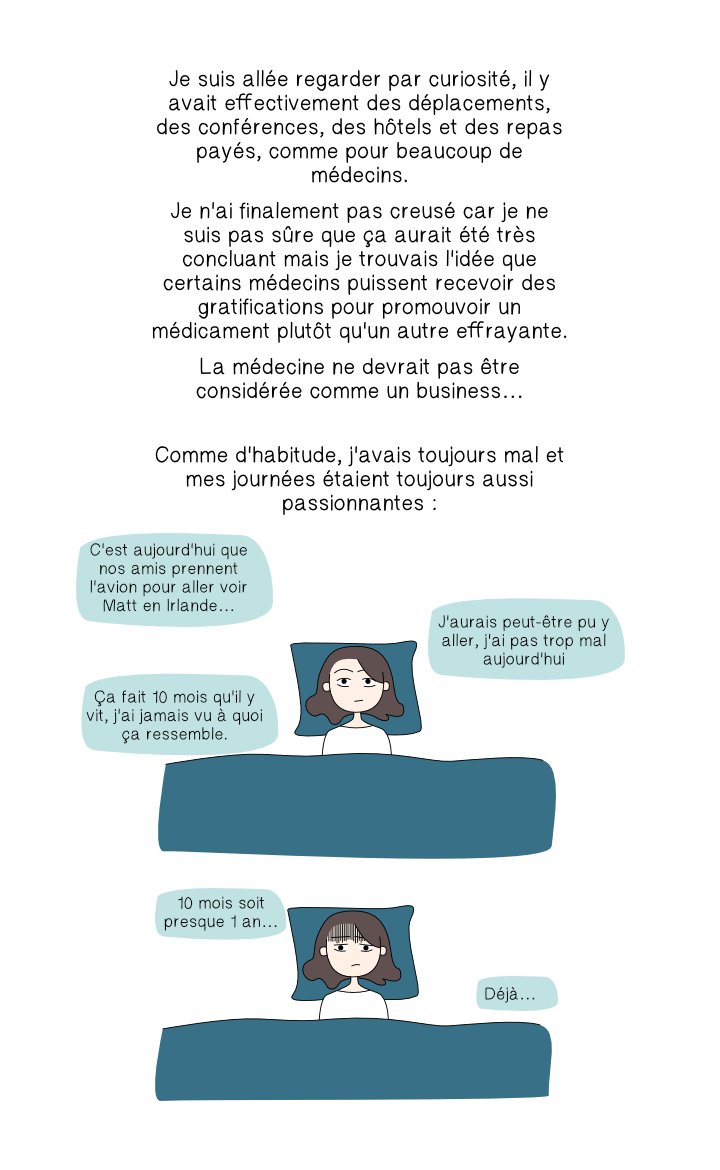 Je suis allée regarder par curiosité, il y
avait effectivement des déplacements,
des conférences, des hôtels et des repas
payés, comme pour beaucoup de
médecins.
Je n'ai finalement pas creusé car je ne
suis pas sûre que ça aurait été très
concluant mais je trouvais l'idée que
certains médecins puissent recevoir des
gratifications pour promouvoir un
médicament plutôt qu'un autre effrayante.
La médecine ne devrait pas être
considérée comme un business...
Comme d'habitude, j'avais toujours mal et
mes journées étaient toujours aussi
passionnantes :
C'est aujourd'hui que
nos amis prennent
l'avion pour aller voir
Matt en Irlande...
J'aurais peut-être pu y
aller, j'ai pas trop mal
aujourd'hui
Ça fait 10 mois qu'il y
vit, j'ai jamais vu à quoi
ça ressemble.
10 mois soit
presque 1 an...
Déjà...